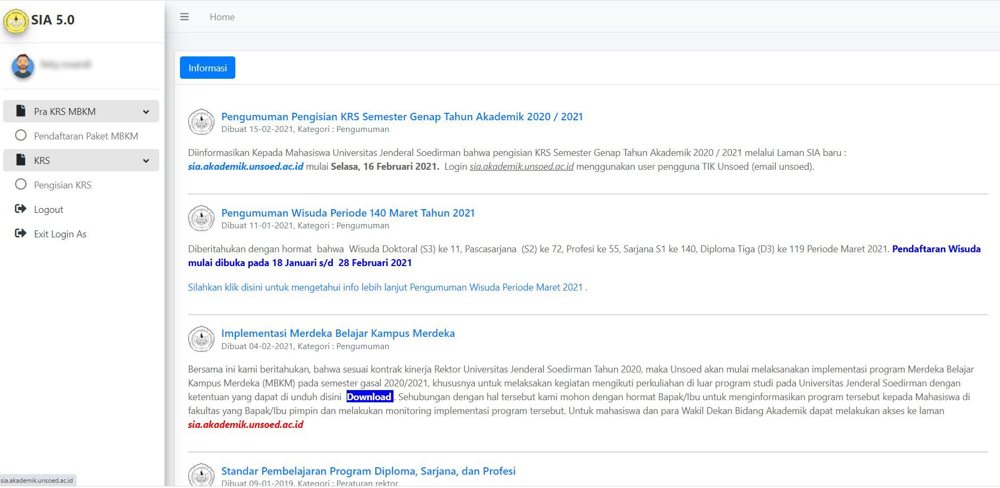 SIA 5.0
Home
Informasi
Pra KRS MBKM
Pendaftaran Paket MBKM
KRS
Pengisian KRS
Logout
Exit Login As
Pengumuman Pengisian KRS Semester Genap Tahun Akademik 2020 / 2021
Dibuat 15-02-2021, Kategori : Pengumuman
Diinformasikan Kepada Mahasiswa Universitas Jenderal Soedirman bahwa pengisian KRS Semester Genap Tahun Akademik 2020 / 2021 melalui Laman SIA baru :
sia.akademik.unsoed.ac.id mulai Selasa, 16 Februari 2021. Login sia.akademik.unsoed.ac.id menggunakan user pengguna TIK Unsoed (email unsoed).
Pengumuman Wisuda Periode 140 Maret Tahun 2021
Dibuat 11-01-2021, Kategori : Pengumuman
Diberitahukan dengan hormat bahwa Wisuda Doktoral (S3) ke 11, Pascasarjana (S2) ke 72, Profesi ke 55, Sarjana S1 ke 140, Diploma Tiga (D3) ke 119 Periode Maret 2021. Pendaftaran Wisuda
mulai dibuka pada 18 Januari s/d 28 Februari 2021
Silahkan klik disini untuk mengetahui info lebih lanjut Pengumuman Wisuda Periode Maret 2021 .
Implementasi Merdeka Belajar Kampus Merdeka
Dibuat 04-02-2021, Kategori : Pengumuman
Bersama ini kami beritahukan, bahwa sesuai kontrak kinerja Rektor Universitas Jenderal Soedirman Tahun 2020, maka Unsoed akan mulai melaksanakan implementasi program Merdeka Belajar
Kampus Merdeka (MBKM) pada semester gasal 2020/2021, khususnya untuk melaksakan kegiatan mengikuti perkuliahan di luar program studi pada Universitas Jenderal Soedirman dengan
ketentuan yang dapat di unduh disini Download . Sehubungan dengan hal tersebut kami mohon dengan hormat Bapak/Ibu untuk menginformasikan program tersebut kepada Mahasiswa di
fakultas yang Bapak/Ibu pimpin dan melakukan monitoring implementasi program tersebut. Untuk mahasiswa dan para Wakil Dekan Bidang Akademik dapat melakukan akses ke laman
sia.akademik.unsoed.ac.id
Standar Pembelajaran Program Diploma, Sarjana, dan Profesi
Dibuat 09-01-2019, Kategori : Peraturan rektor
sia.akademik.unsoed.ac.id